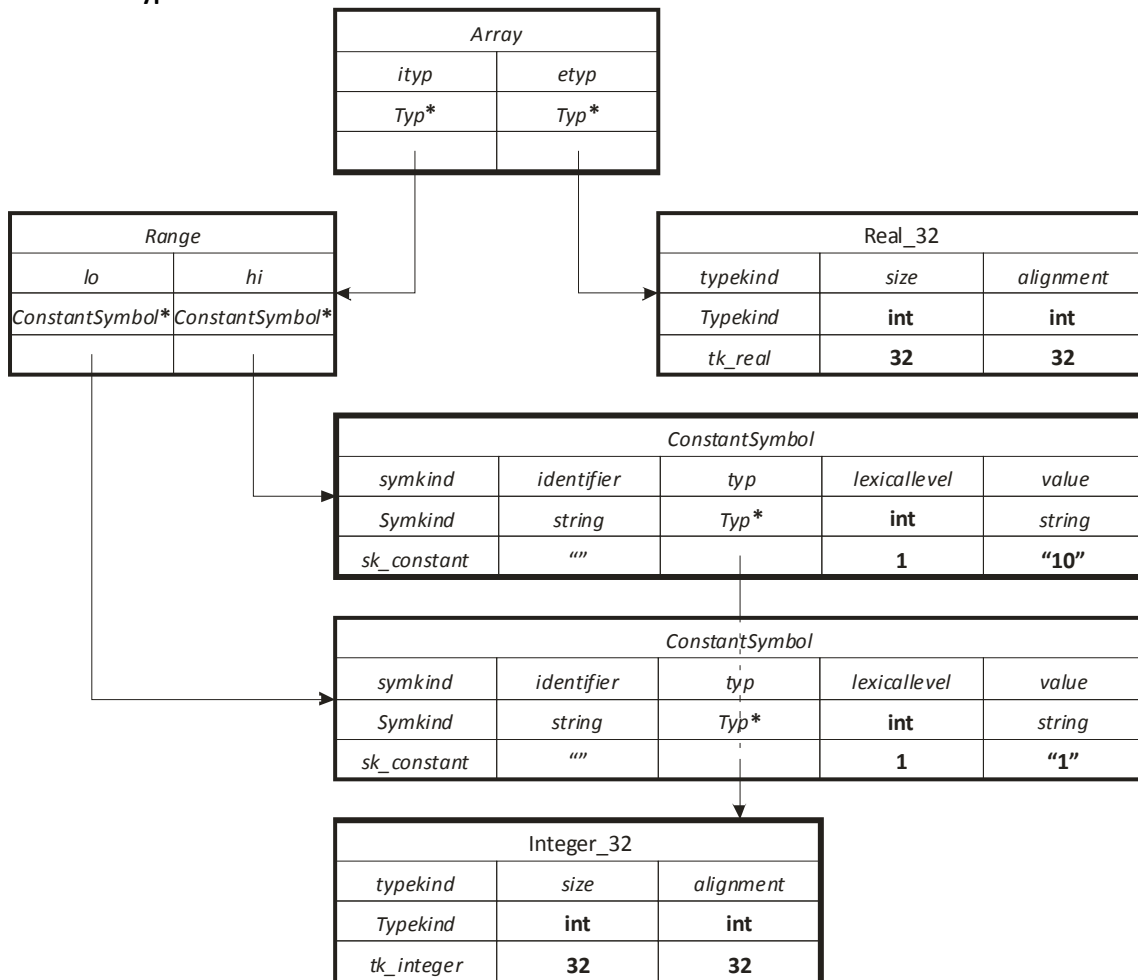 Array
ityp etyp
Typ* Typ*
Range
lo hi
ConstantSymbol* ConstantSymbol*
Real_32
typekind size alignment
Typekind int int
tk_real 32 32
ConstantSymbol
symkind identifier typ lexicallevel value
Symkind string Typ* int string
sk_constant “” 1 “10”
ConstantSymbol
symkind identifier typ lexicallevel value
Symkind string Typ* int string
sk_constant “” 1 “1”
Integer_32
typekind size alignment
Typekind int int
tk_integer 32 32